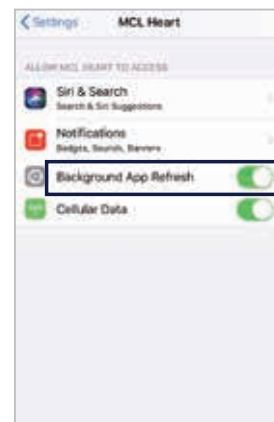 Settings
MCL Heart
ALLOW MCL HEART TO ACCESS
Siri & Search
Search & Siri Suggestions
Notifications
Badges, Sounds, Banners
Background App Refresh
Cellular Data